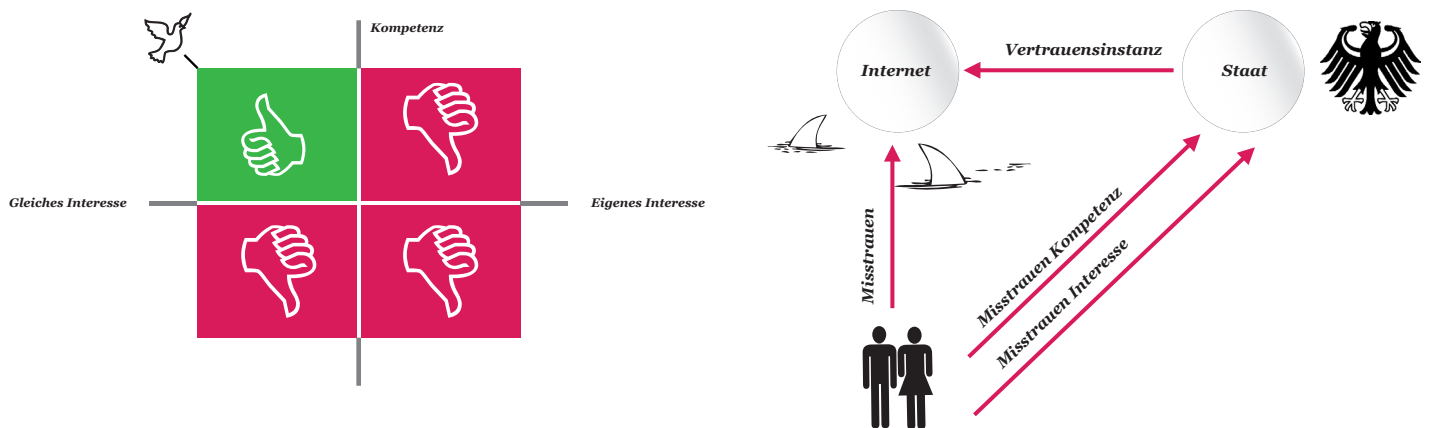 Kompetenz
Gleiches Interesse
Eigenes Interesse
Internet
Vertrauensinstanz
Staat
Misstrauen
Misstrauen Kompetenz
Misstrauen Interesse